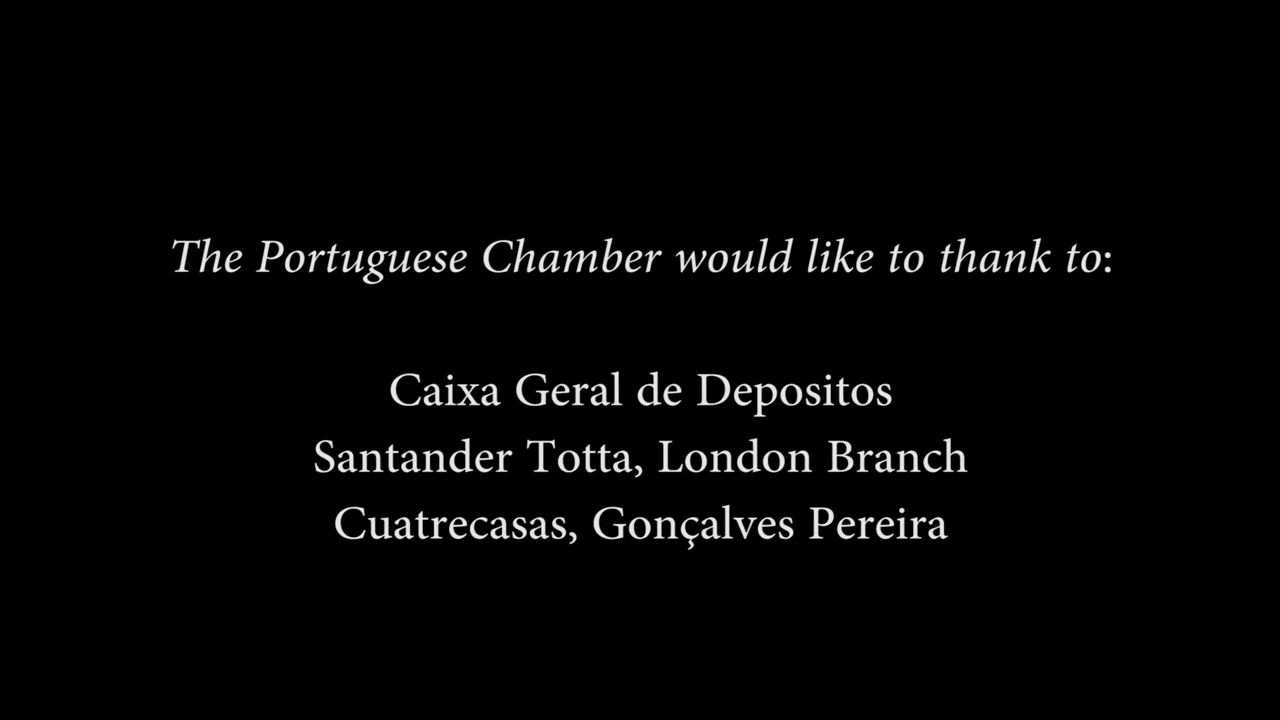 The Portuguese Chamber would like to thank to:
Caixa Geral de Depositos
Santander Totta, London Branch
Cuatrecasas, Gonçalves Pereira